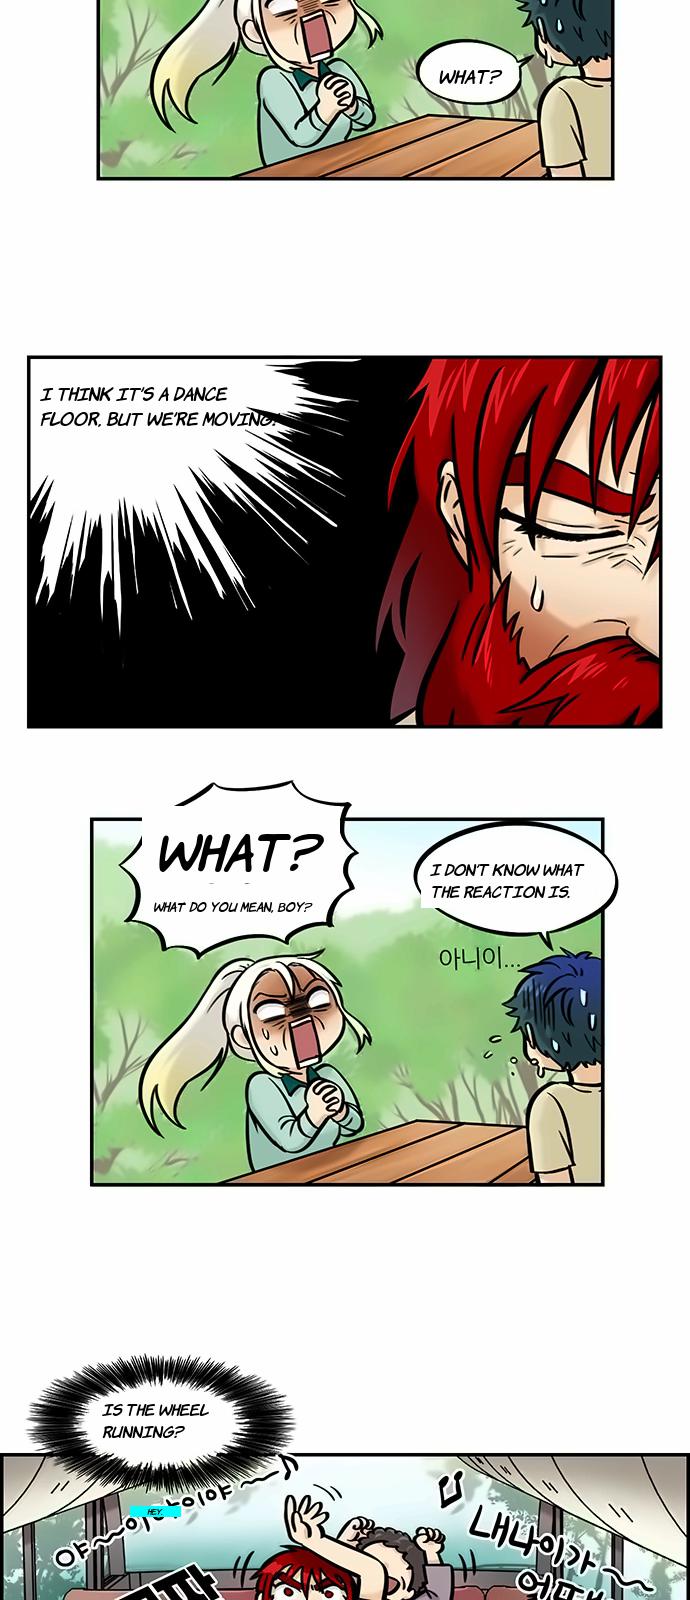 WHAT?
I THINK IT'S A DANCE
FLOOR, BUT WE'RE MOVING.
WHAT?
WHAT DO YOU MEAN, BOY?
I DON'T KNOW WHAT
THE REACTION IS.
아니이...
IS THE WHEEL
RUNNING?
HEY.
내나이가~